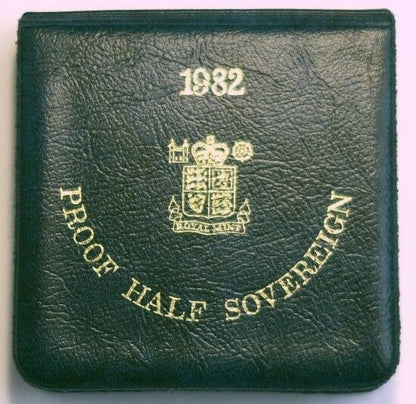 1982
ROYAL MINT
PROOF HALF SOVEREIGN